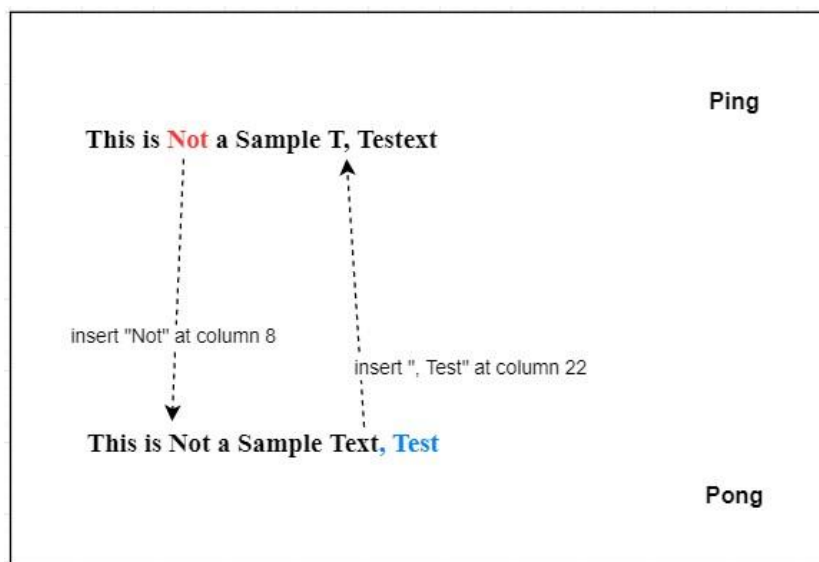 Ping
This is Not a Sample T, Testext
insert "Not" at column 8
insert ", Test" at column 22
This is Not a Sample Text, Test
Pong